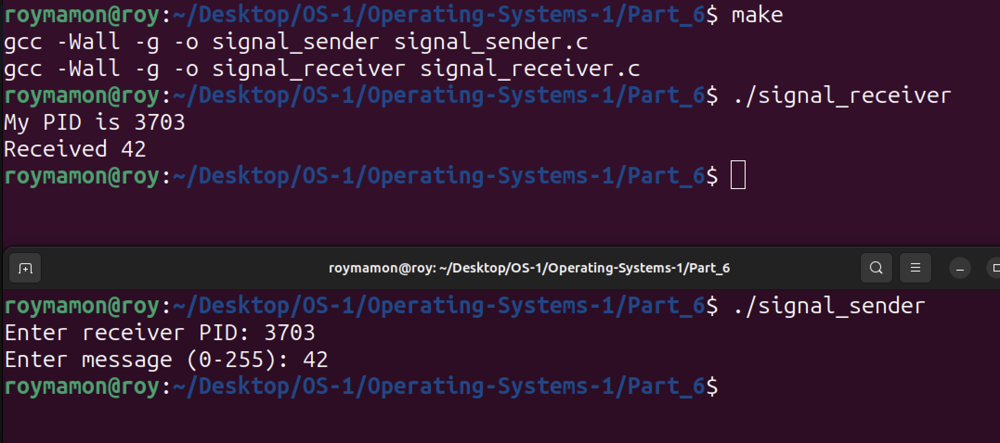 roymamon@roy:~/Desktop/OS-1/Operating-Systems-1/Part_6$ make
gcc -Wall -g -o signal_sender signal_sender.c
gcc -Wall -g -o signal_receiver signal_receiver.c
roymamon@roy:~/Desktop/OS-1/Operating-Systems-1/Part_6$ ./signal_receiver
My PID is 3703
Received 42
roymamon@roy:~/Desktop/OS-1/Operating-Systems-1/Part_6$
roymamon@roy: ~/Desktop/OS-1/Operating-Systems-1/Part_6
roymamon@roy:~/Desktop/OS-1/Operating-Systems-1/Part_6$ ./signal_sender
Enter receiver PID: 3703
Enter message (0-255): 42
roymamon@roy:~/Desktop/OS-1/Operating-Systems-1/Part_6$